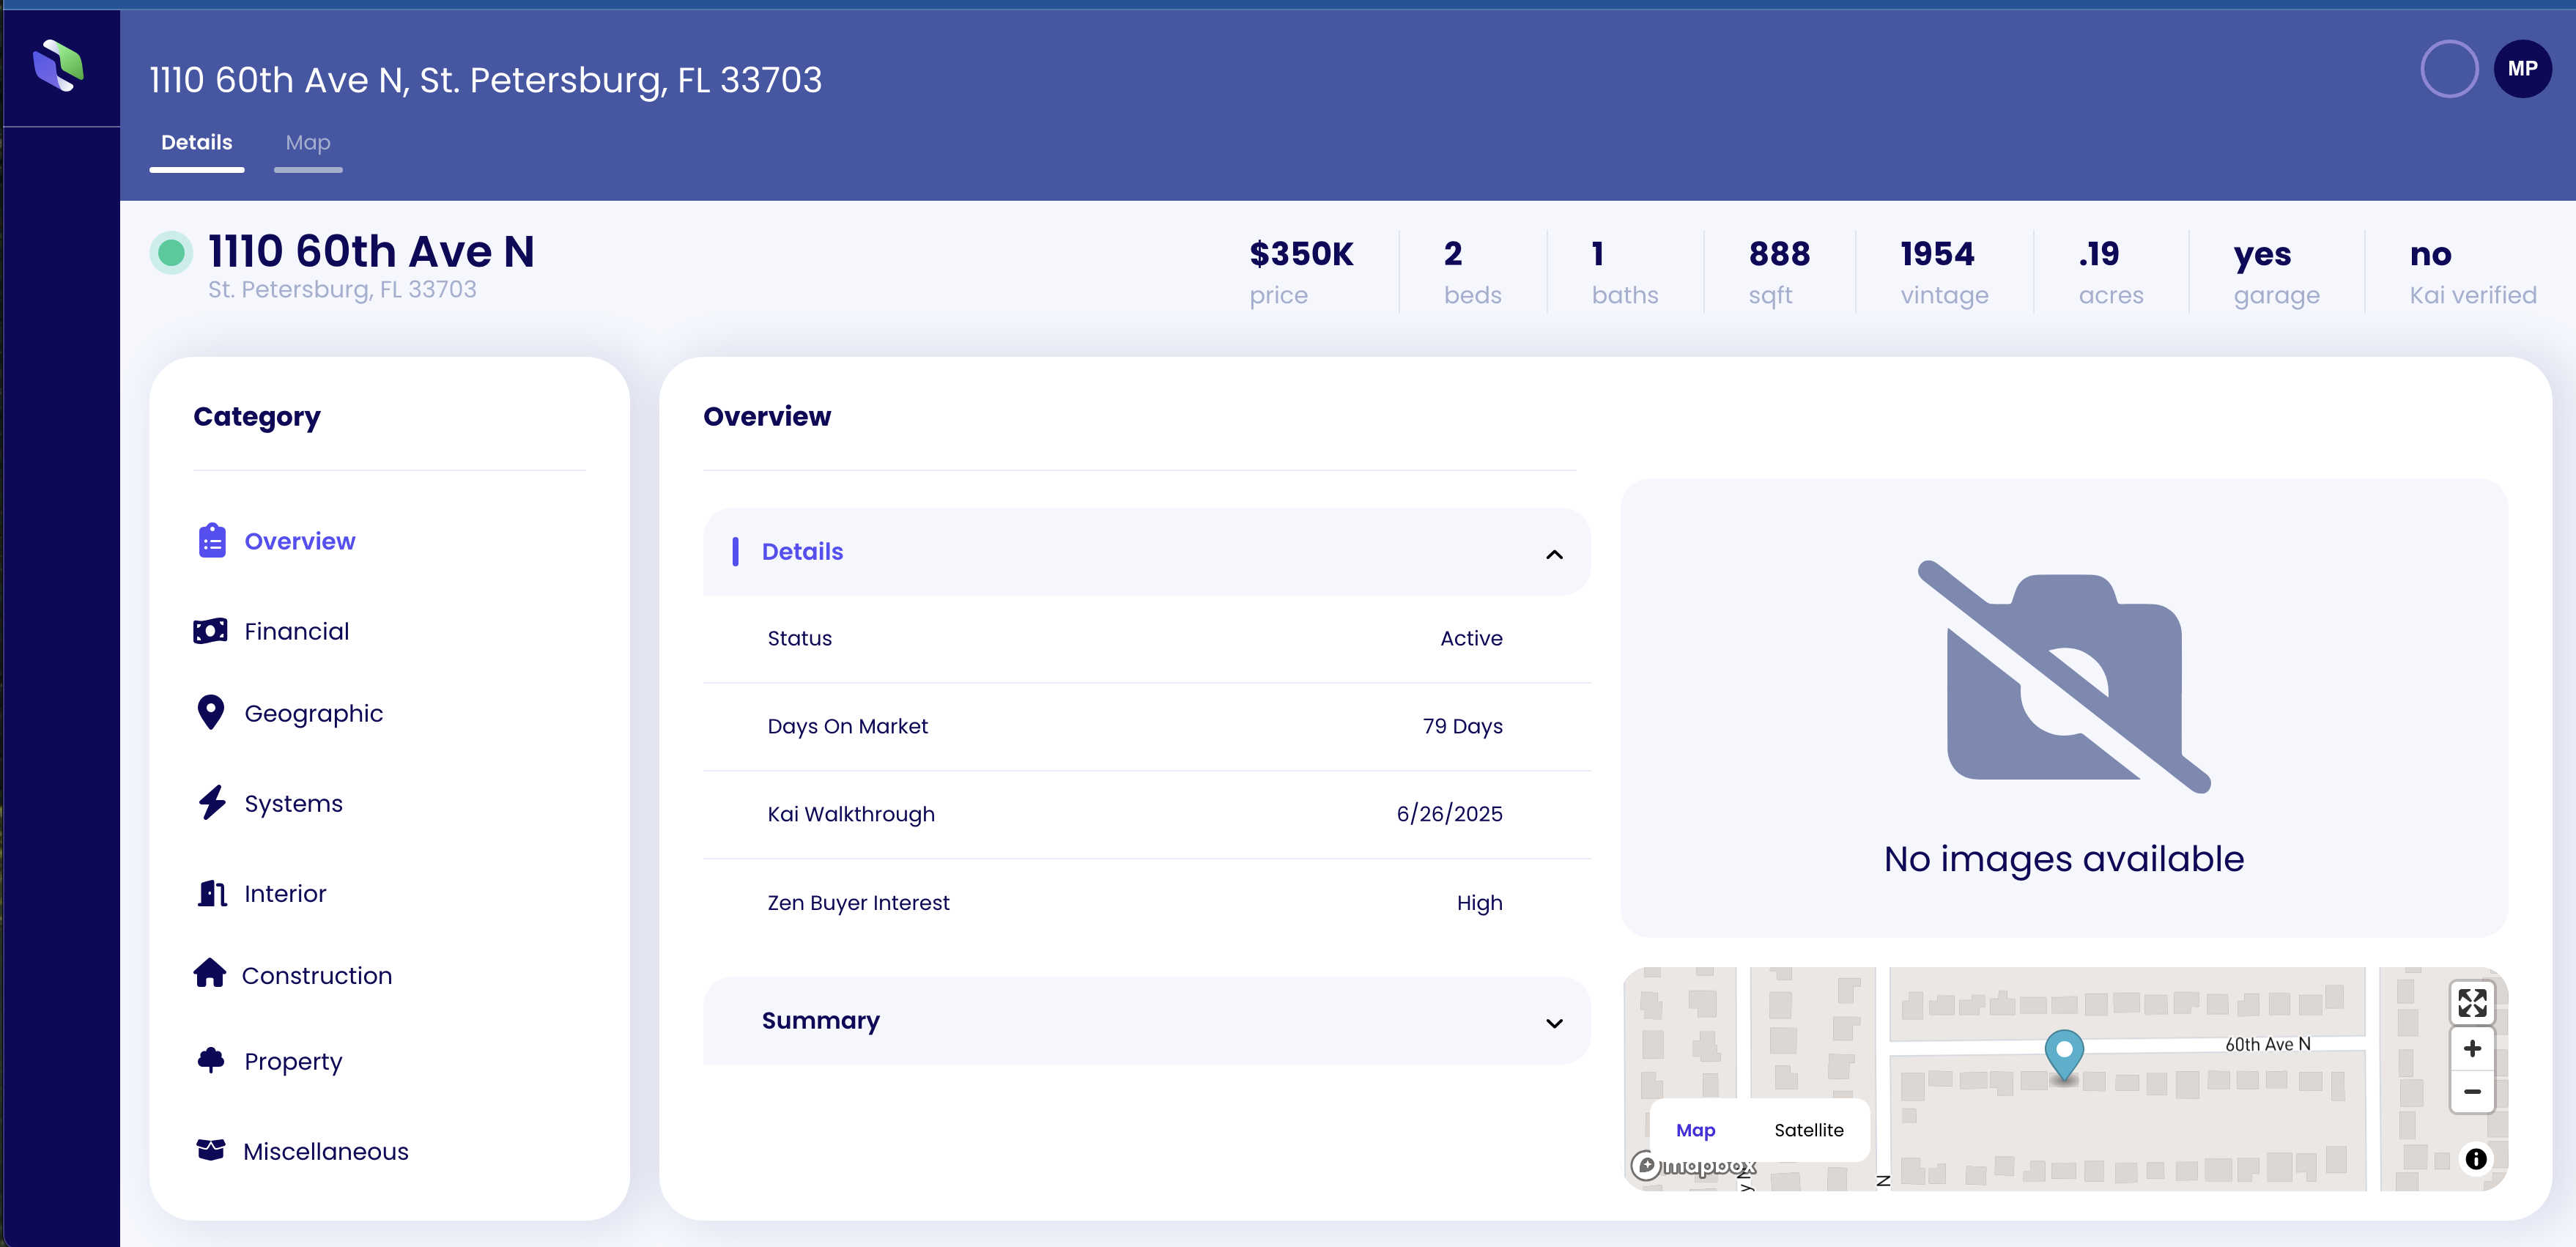 1110 60th Ave N, St. Petersburg, FL 33703
MP
Details
Map
1110 60th Ave N
St. Petersburg, FL 33703
$350K
price
2
beds
1
baths
888
sqft
1954
vintage
.19
acres
yes
garage
no
Kai verified
Category
Overview
Financial
Geographic
Systems
Interior
Construction
Property
Miscellaneous
Overview
Details
Status
Active
Days On Market
79 Days
Kai Walkthrough
6/26/2025
Zen Buyer Interest
High
Summary
No images available
60th Ave N
Map
Satellite
mapbox
y N
N